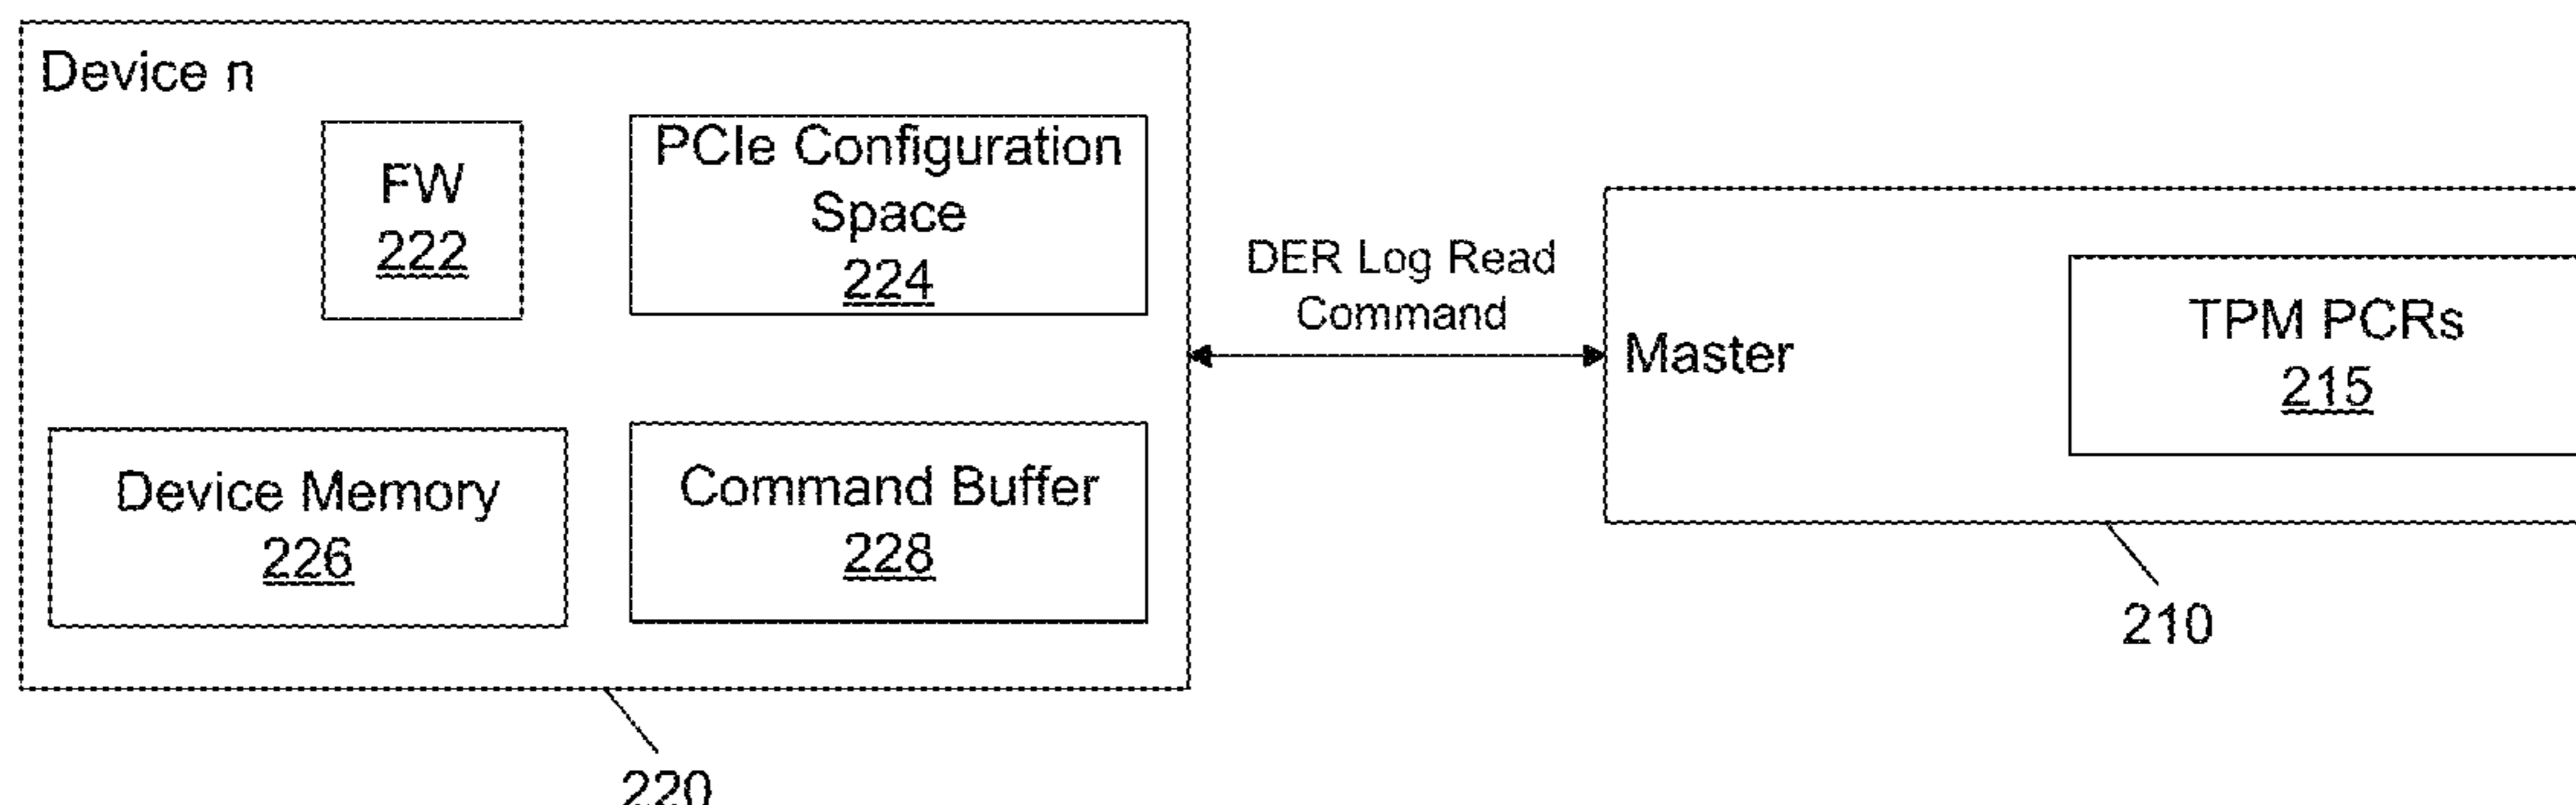 Device n
FW
222
PCIe Configuration
Space
224
Device Memory
226
Command Buffer
228
220
DER Log Read
Command
Master
TPM PCRs
215
210